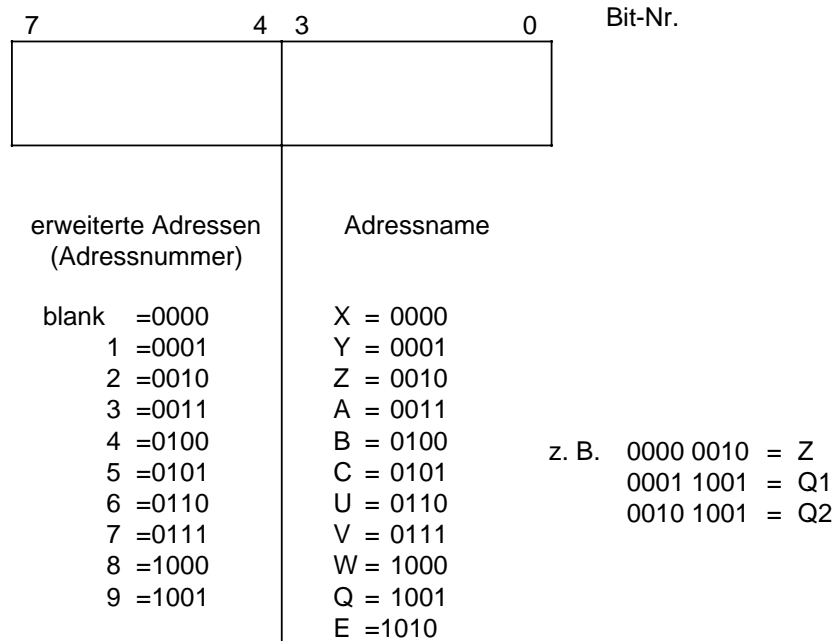 7 4 3 0 Bit-Nr.
erweiterte Adressen
(Adressnummer)
Adressname
blank =0000
1 =0001
2 =0010
3 =0011
4 =0100
5 =0101
6 =0110
7 =0111
8 =1000
9 =1001
X = 0000
Y = 0001
Z = 0010
A = 0011
B = 0100
C = 0101
U = 0110
V = 0111
W = 1000
Q = 1001
E =1010
z. B. 0000 0010 = Z
0001 1001 = Q1
0010 1001 = Q2